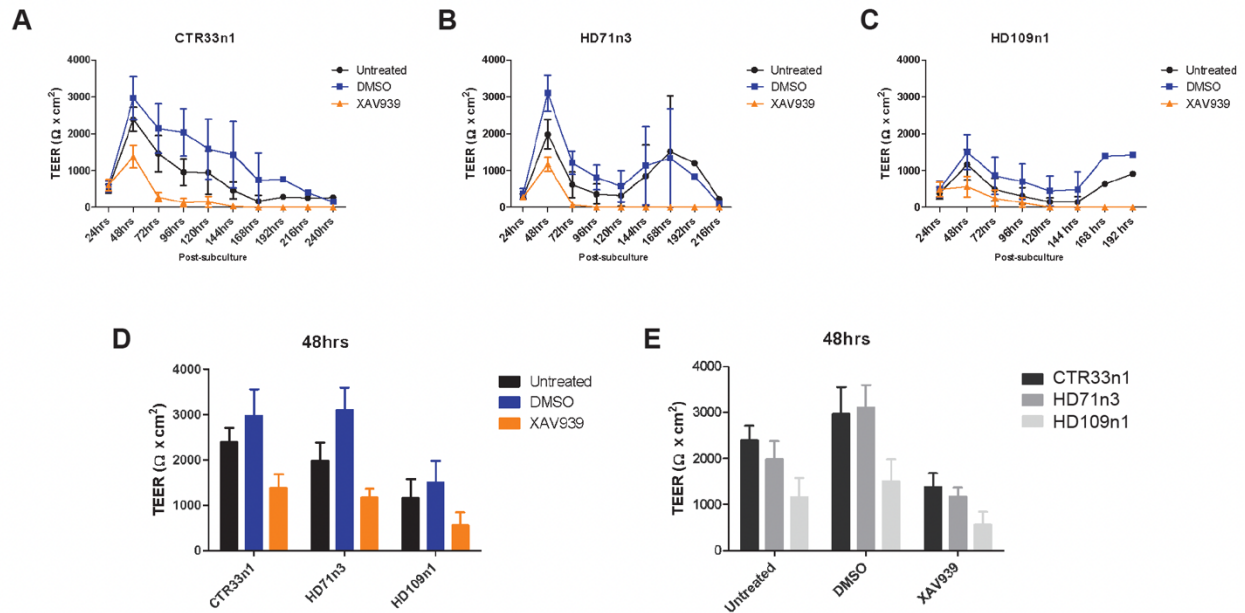 A
CTR33n1
TEER (Ω x cm²)
4000
3000
2000
1000
0
24hrs
48hrs
72hrs
96hrs
120hrs
144hrs
168hrs
192hrs
216hrs
240hrs
Post-subculture
Untreated
DMSO
XAV939
B
HD71n3
TEER (Ω x cm²)
4000
3000
2000
1000
0
24hrs
48hrs
72hrs
96hrs
120hrs
144hrs
168hrs
192hrs
216hrs
Post-subculture
Untreated
DMSO
XAV939
C
HD109n1
TEER (Ω x cm²)
4000
3000
2000
1000
0
24hrs
48hrs
72hrs
96hrs
120hrs
144 hrs
168 hrs
192 hrs
Post-subculture
Untreated
DMSO
XAV939
D
48hrs
TEER (Ω x cm²)
4000
3000
2000
1000
0
CTR33n1
HD71n3
HD109n1
Untreated
DMSO
XAV939
E
48hrs
TEER (Ω x cm²)
4000
3000
2000
1000
0
Untreated
DMSO
XAV939
CTR33n1
HD71n3
HD109n1